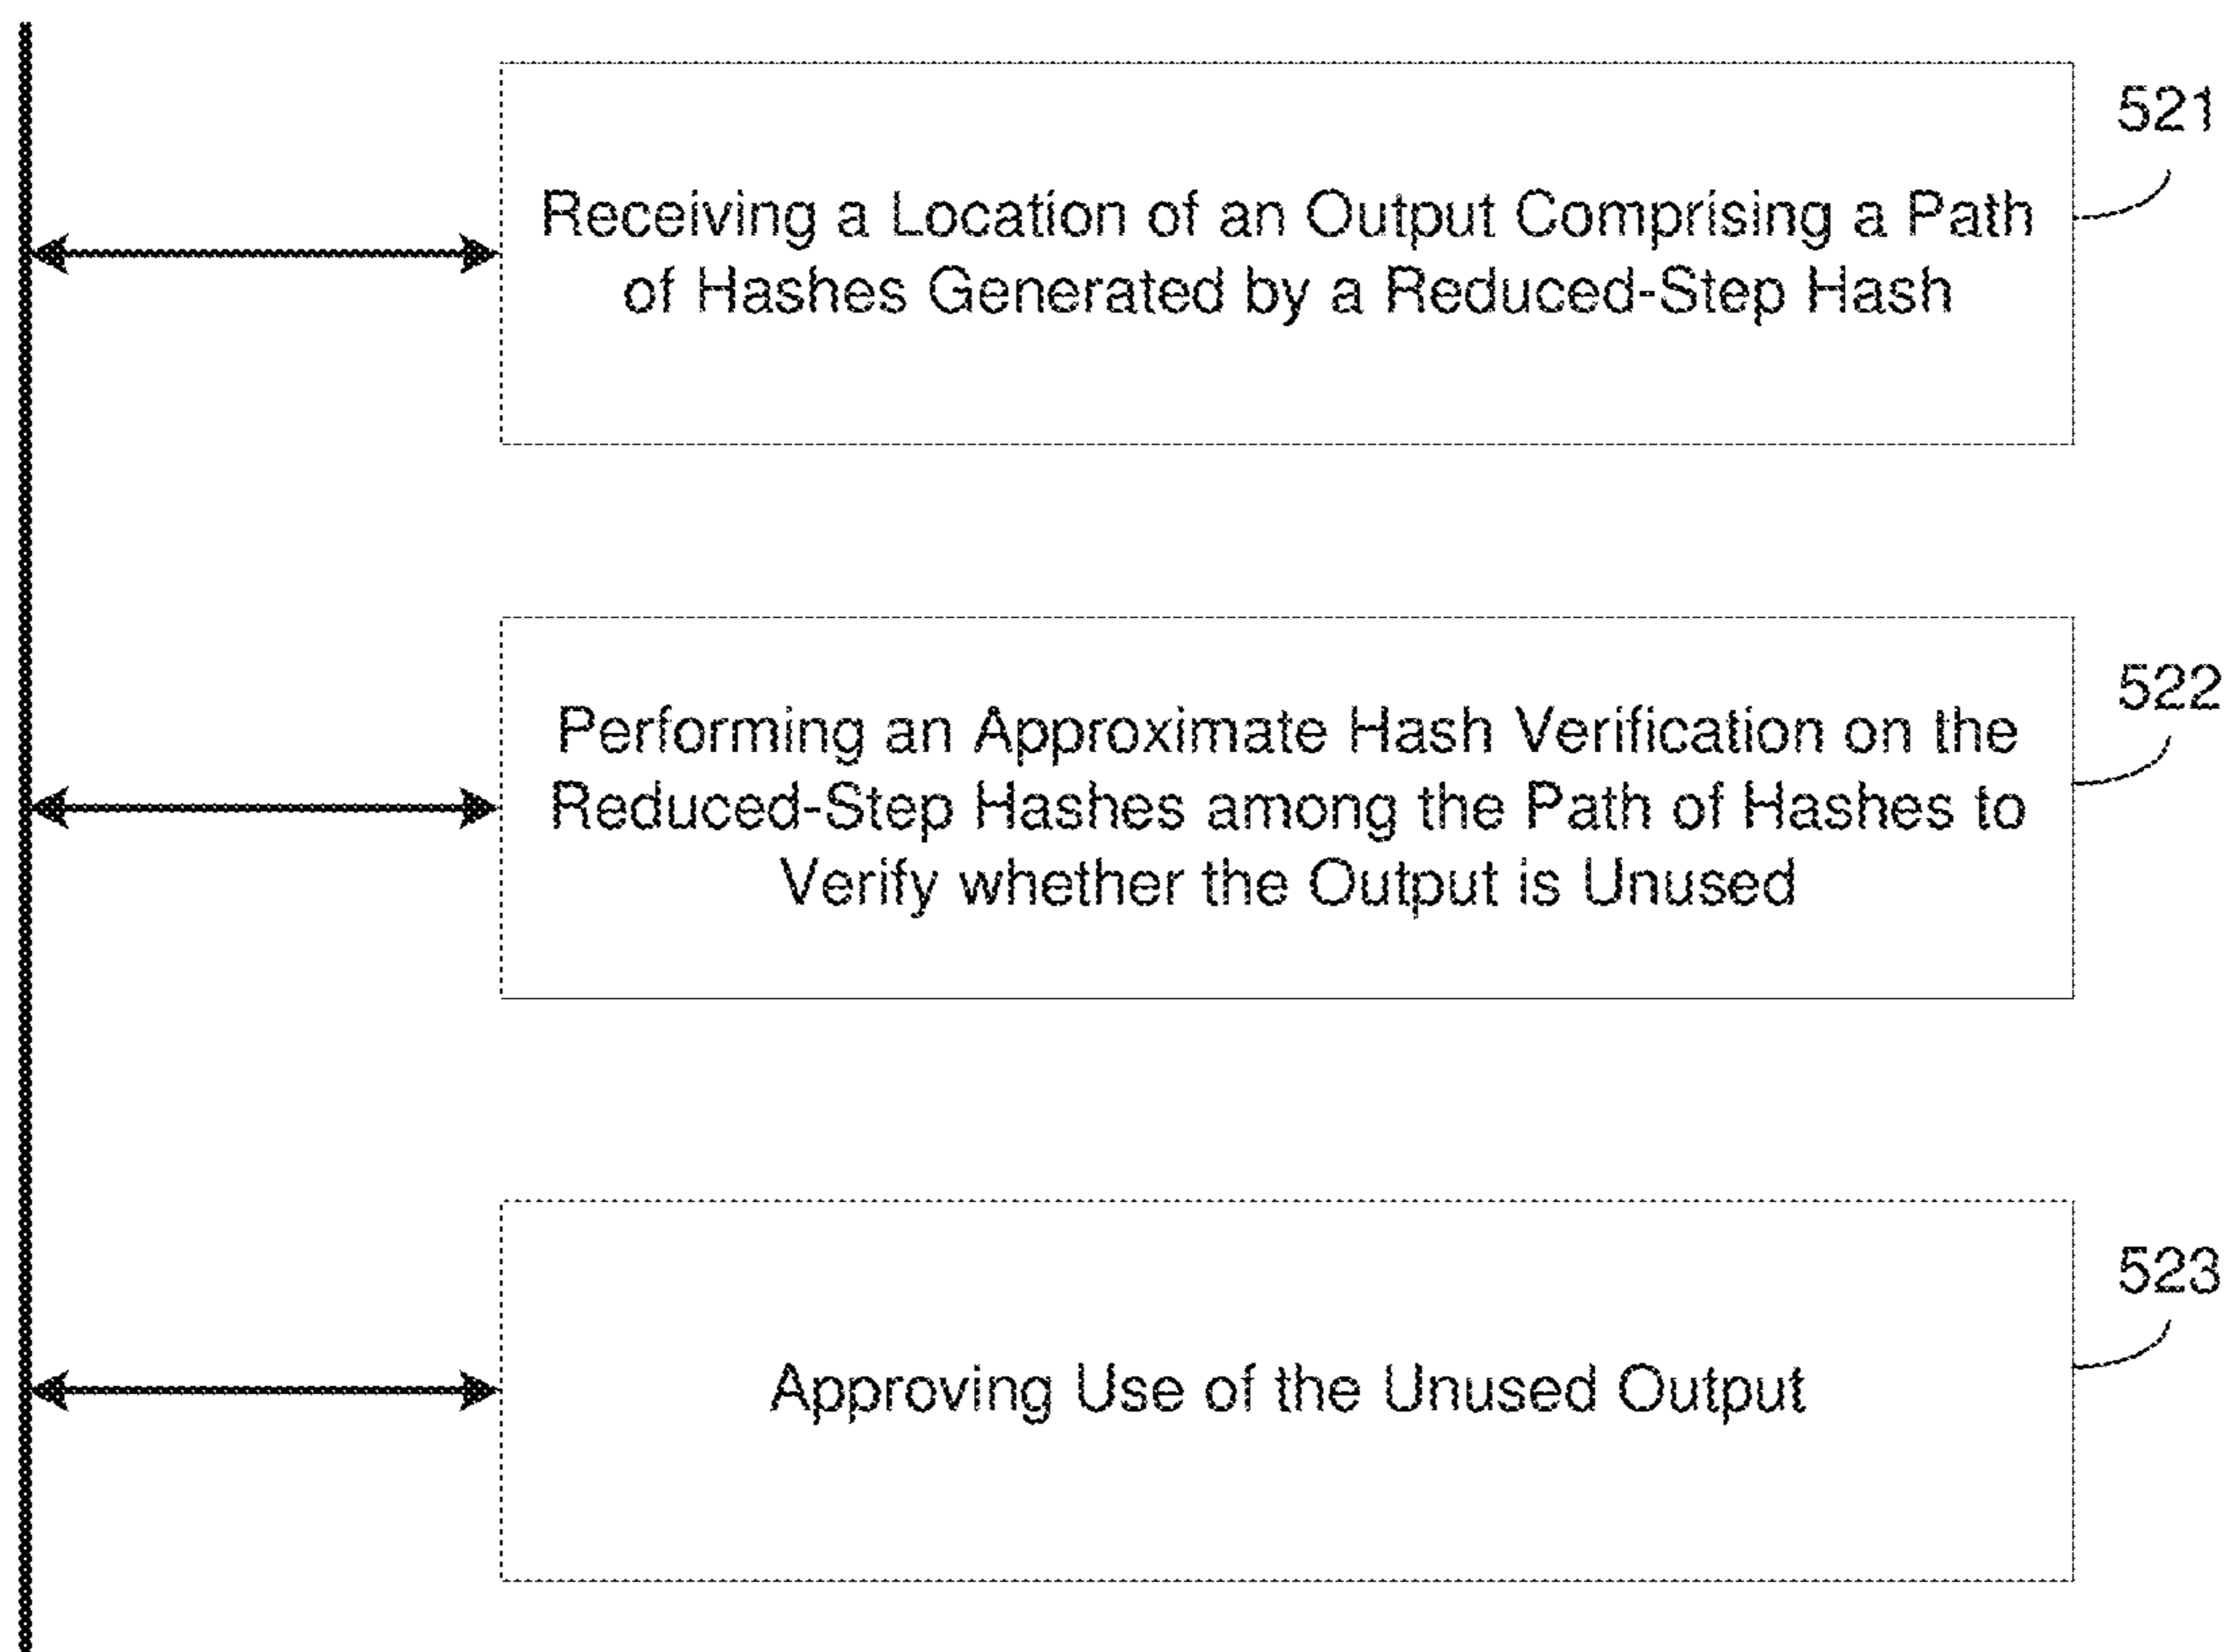 521
Receiving a Location of an Output Comprising a Path
of Hashes Generated by a Reduced-Step Hash
522
Performing an Approximate Hash Verification on the
Reduced-Step Hashes among the Path of Hashes to
Verify whether the Output is Unused
523
Approving Use of the Unused Output